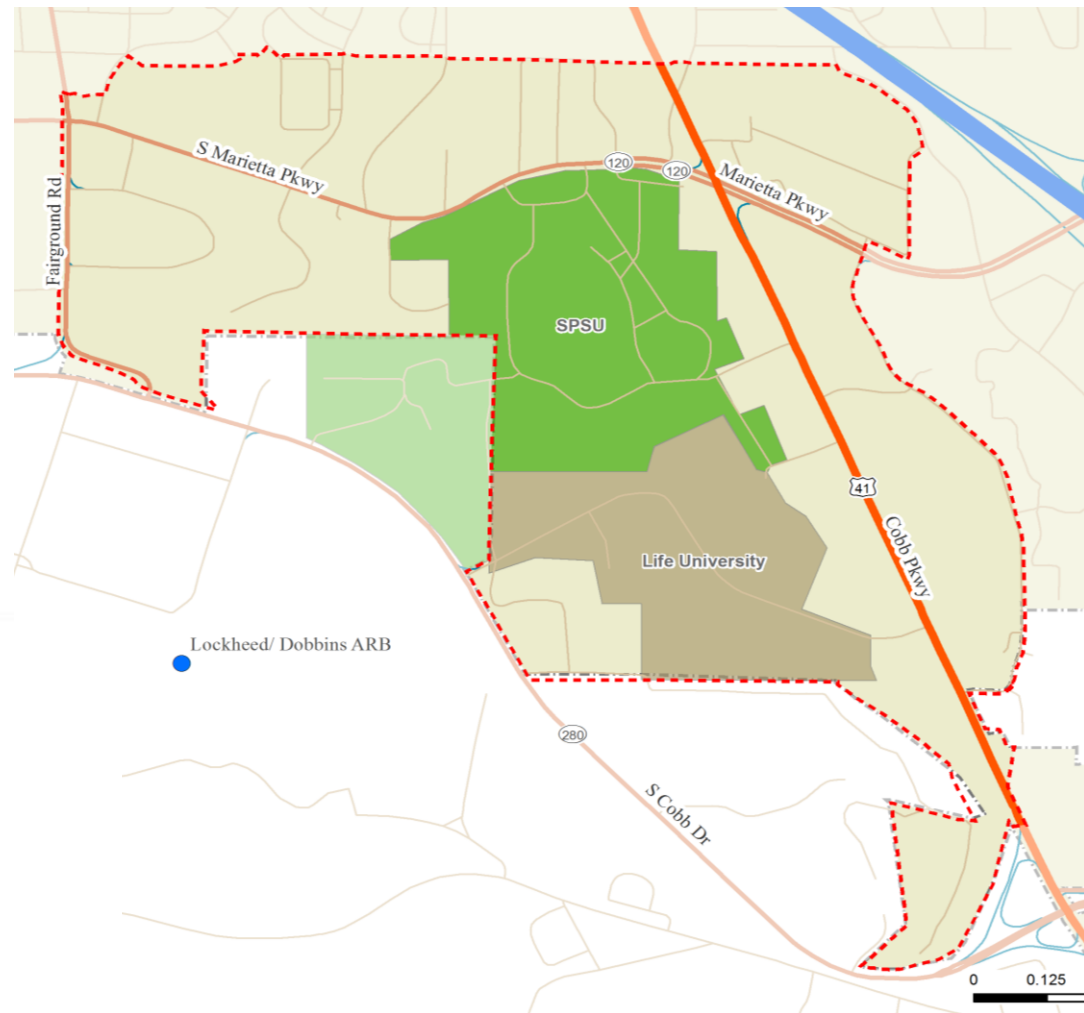 S Marietta Pkwy
120
120
Marietta Pkwy
Fairground Rd
SPSU
41
Cobb Pkwy
Life University
Lockheed/ Dobbins ARB
280
S Cobb Dr
0 0.125